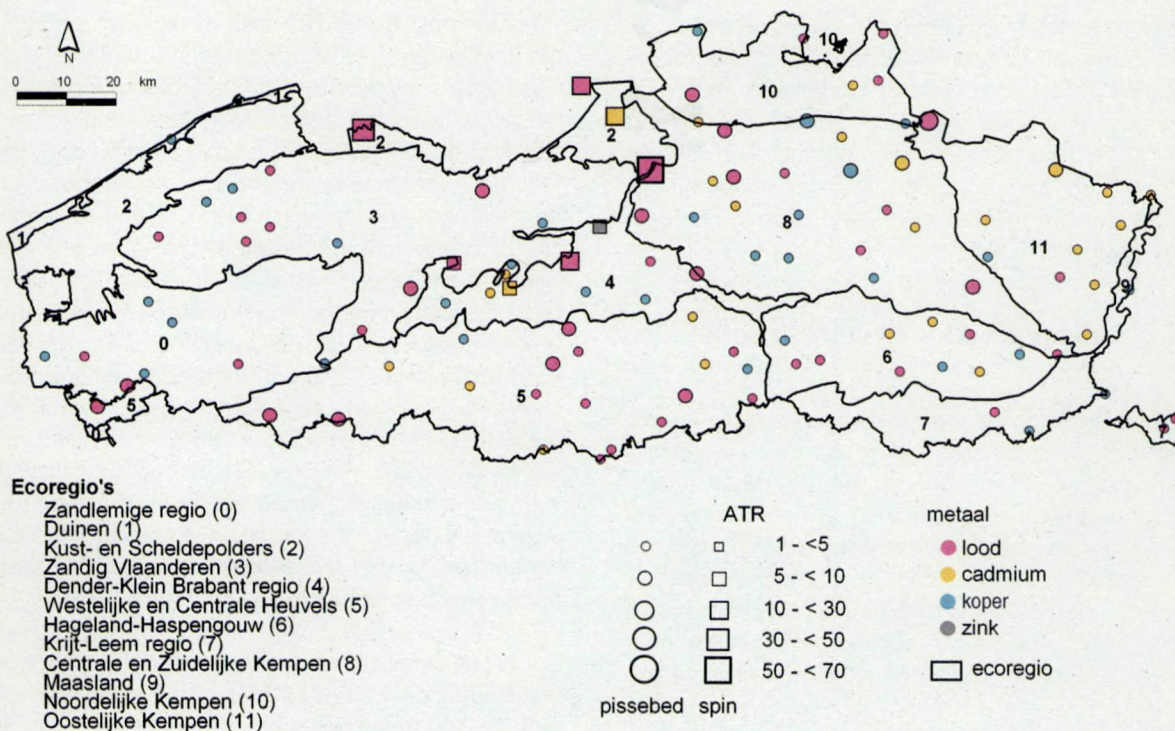 N
0 10 20 km
10
10
2
2
2
1
3
8
11
4
9
0
6
5
5
7
7
Ecoregio's
Zandlemige regio (0)
Duinen (1)
Kust- en Scheldepolders (2)
Zandig Vlaanderen (3)
Dender-Klein Brabant regio (4)
Westelijke en Centrale Heuvels (5)
Hageland-Haspengouw (6)
Krijt-Leem regio (7)
Centrale en Zuidelijke Kempen (8)
Maasland (9)
Noordelijke Kempen (10)
Oostelijke Kempen (11)
ATR
1 - <5
5 - < 10
10 - < 30
30 - < 50
50 - < 70
pissebed spin
metaal
lood
cadmium
koper
zink
ecoregio